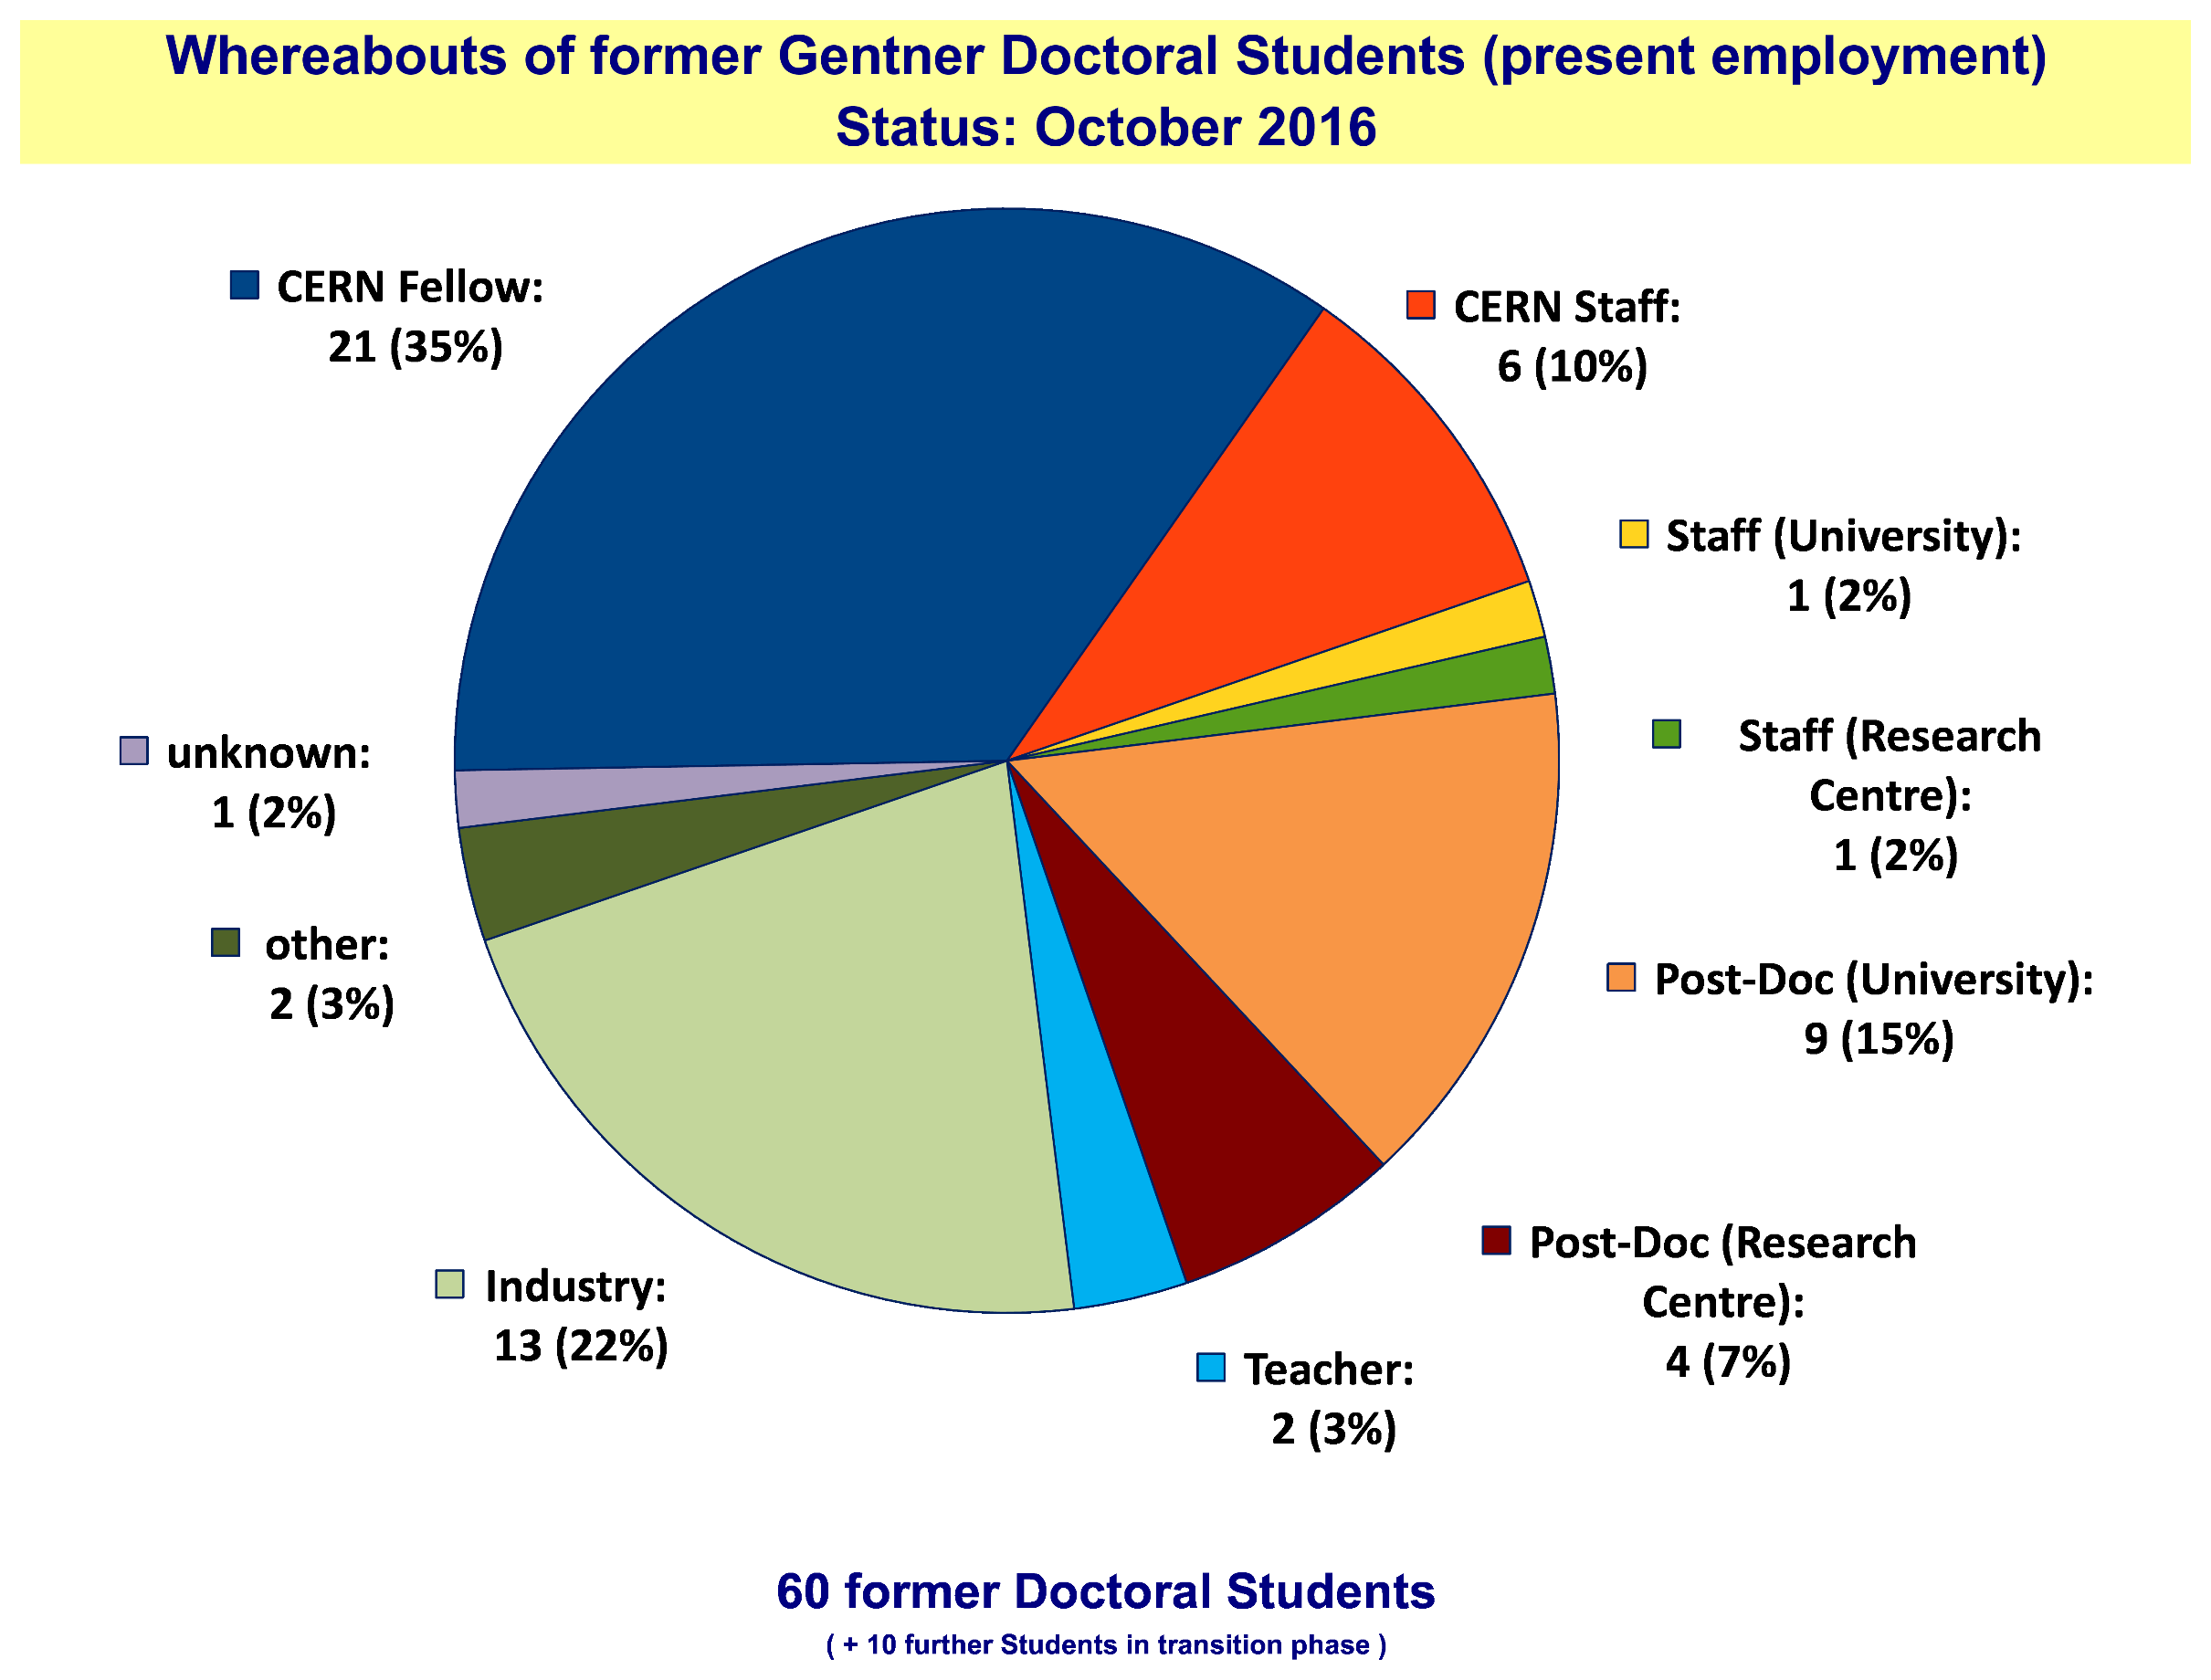 Whereabouts of former Gentner Doctoral Students (present employment)
Status: October 2016
CERN Fellow:
21 (35%)
CERN Staff:
6 (10%)
Staff (University):
1 (2%)
Staff (Research
Centre):
1 (2%)
Post-Doc (University):
9 (15%)
Post-Doc (Research
Centre):
4 (7%)
Teacher:
2 (3%)
Industry:
13 (22%)
other:
2 (3%)
unknown:
1 (2%)
60 former Doctoral Students
( + 10 further Students in transition phase )